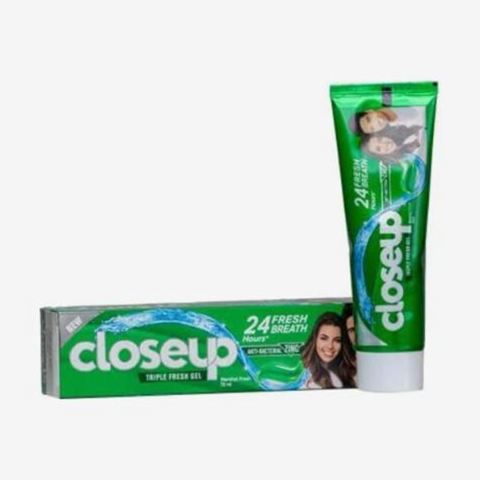 NEW
closeup
TRIPLE FRESH GEL
24 FRESH
BREATH
Hours*
ANTI-BACTERIAL ZINC
Menthol Fresh
closeup
TRIPLE FRESH GEL
24 FRESH
BREATH
Hours*